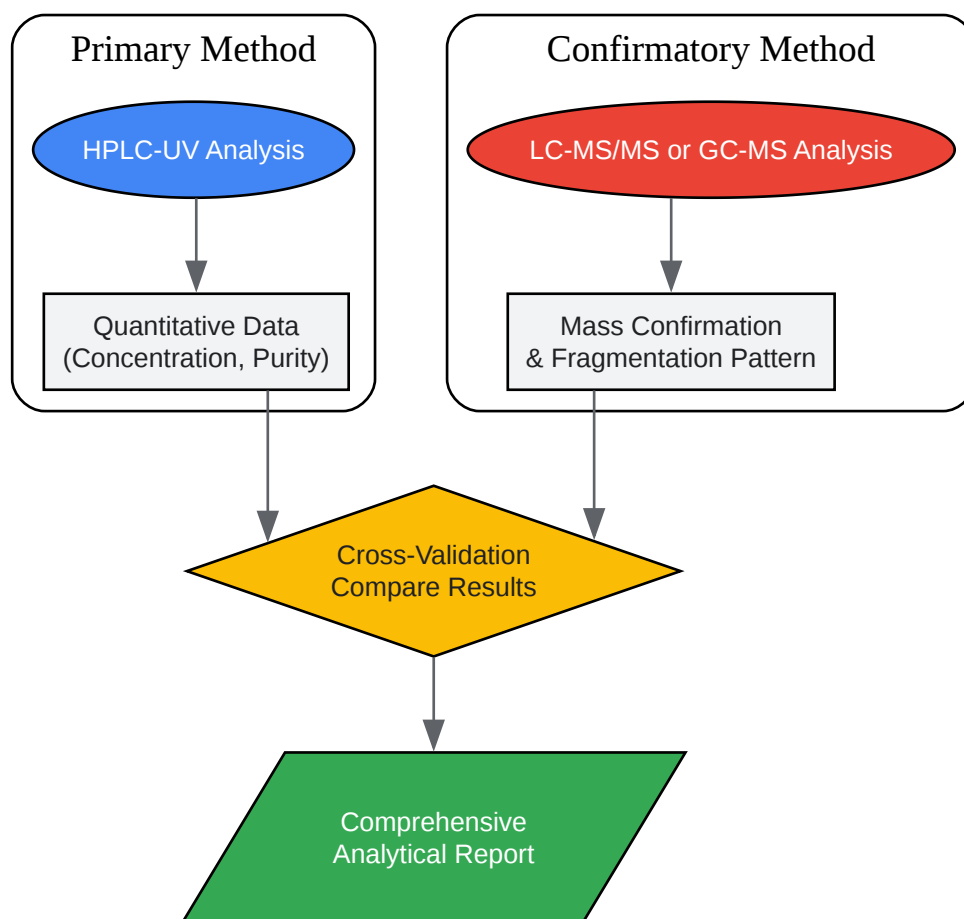 Primary Method
HPLC-UV Analysis
Quantitative Data
(Concentration, Purity)
Confirmatory Method
LC-MS/MS or GC-MS Analysis
Mass Confirmation
& Fragmentation Pattern
Cross-Validation
Compare Results
Comprehensive
Analytical Report